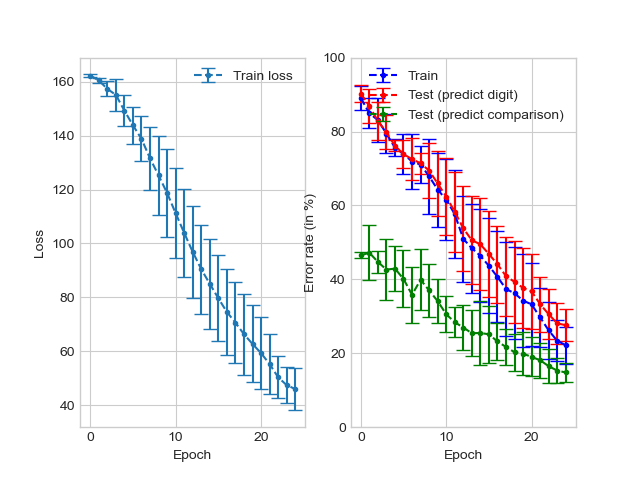 160
140
120
100
80
60
40
Loss
0
10
20
Epoch
Train loss
100
80
60
40
20
0
Error rate (in %)
0
10
20
Epoch
Train
Test (predict digit)
Test (predict comparison)